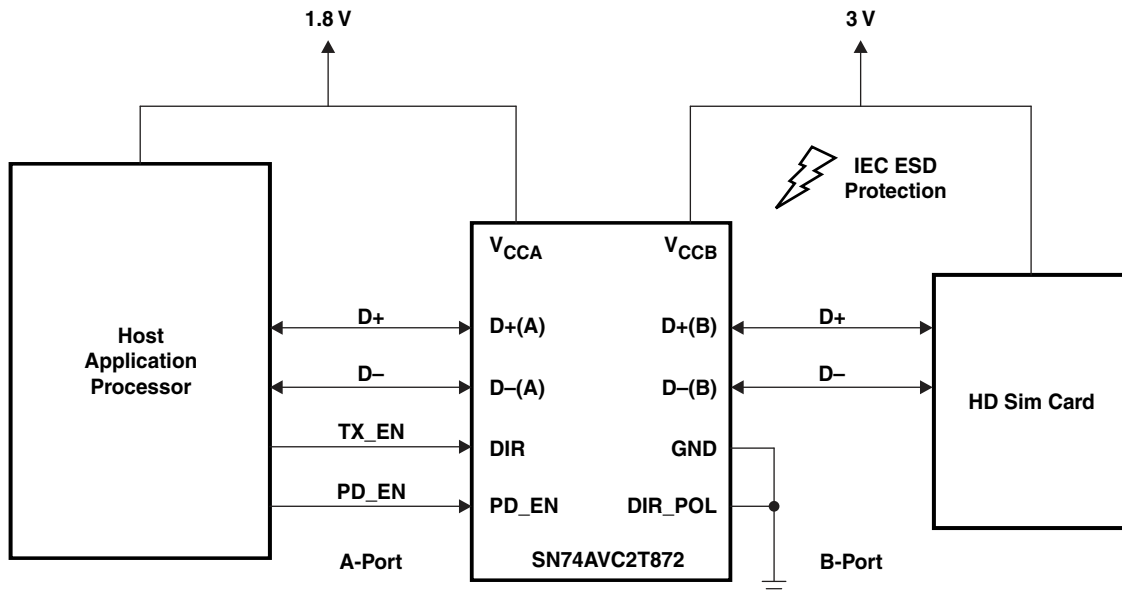 1.8 V
3 V
IEC ESD
Protection
VCCA
VCCB
Host
Application
Processor
D+
D+(A)
D+(B)
D+
D–
D–(A)
D–(B)
D–
HD Sim Card
TX_EN
DIR
GND
PD_EN
PD_EN
DIR_POL
A-Port
SN74AVC2T872
B-Port